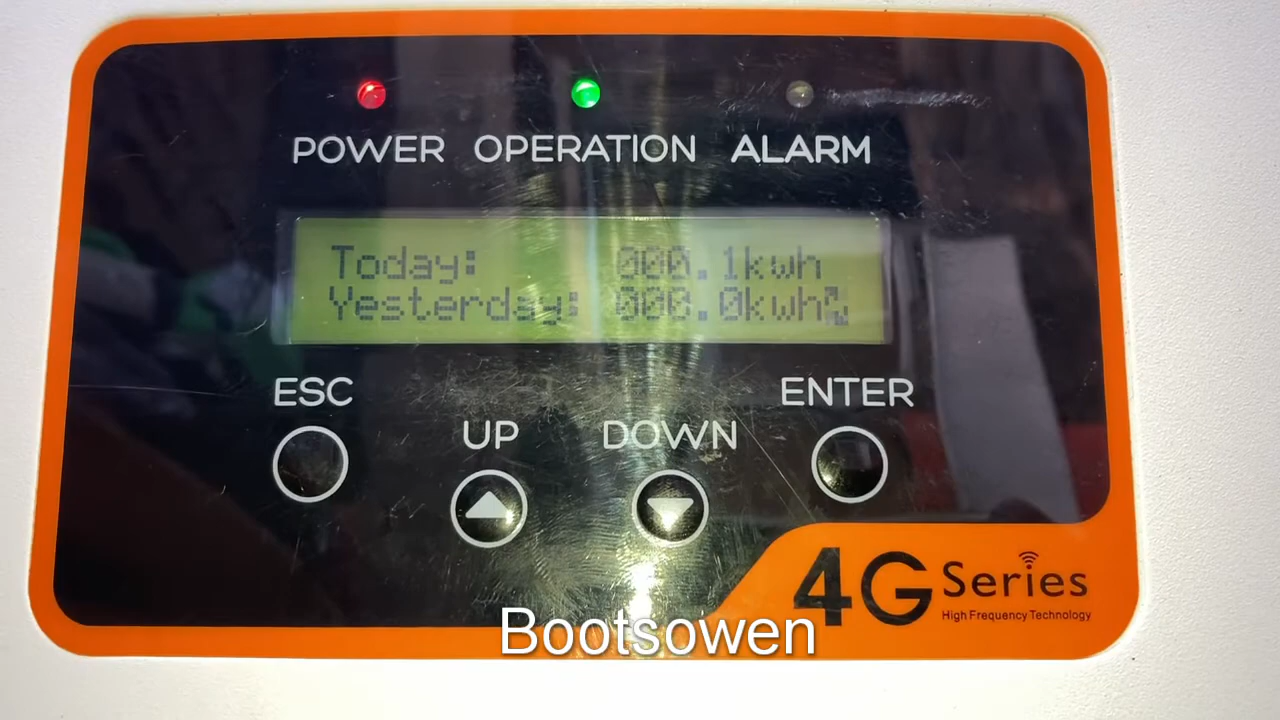 POWER OPERATION ALARM
Today: 000.1kwh
Yesterday: 000.0kwh
ESC ENTER
UP DOWN
4G Series
High Frequency Technology
Bootsowen